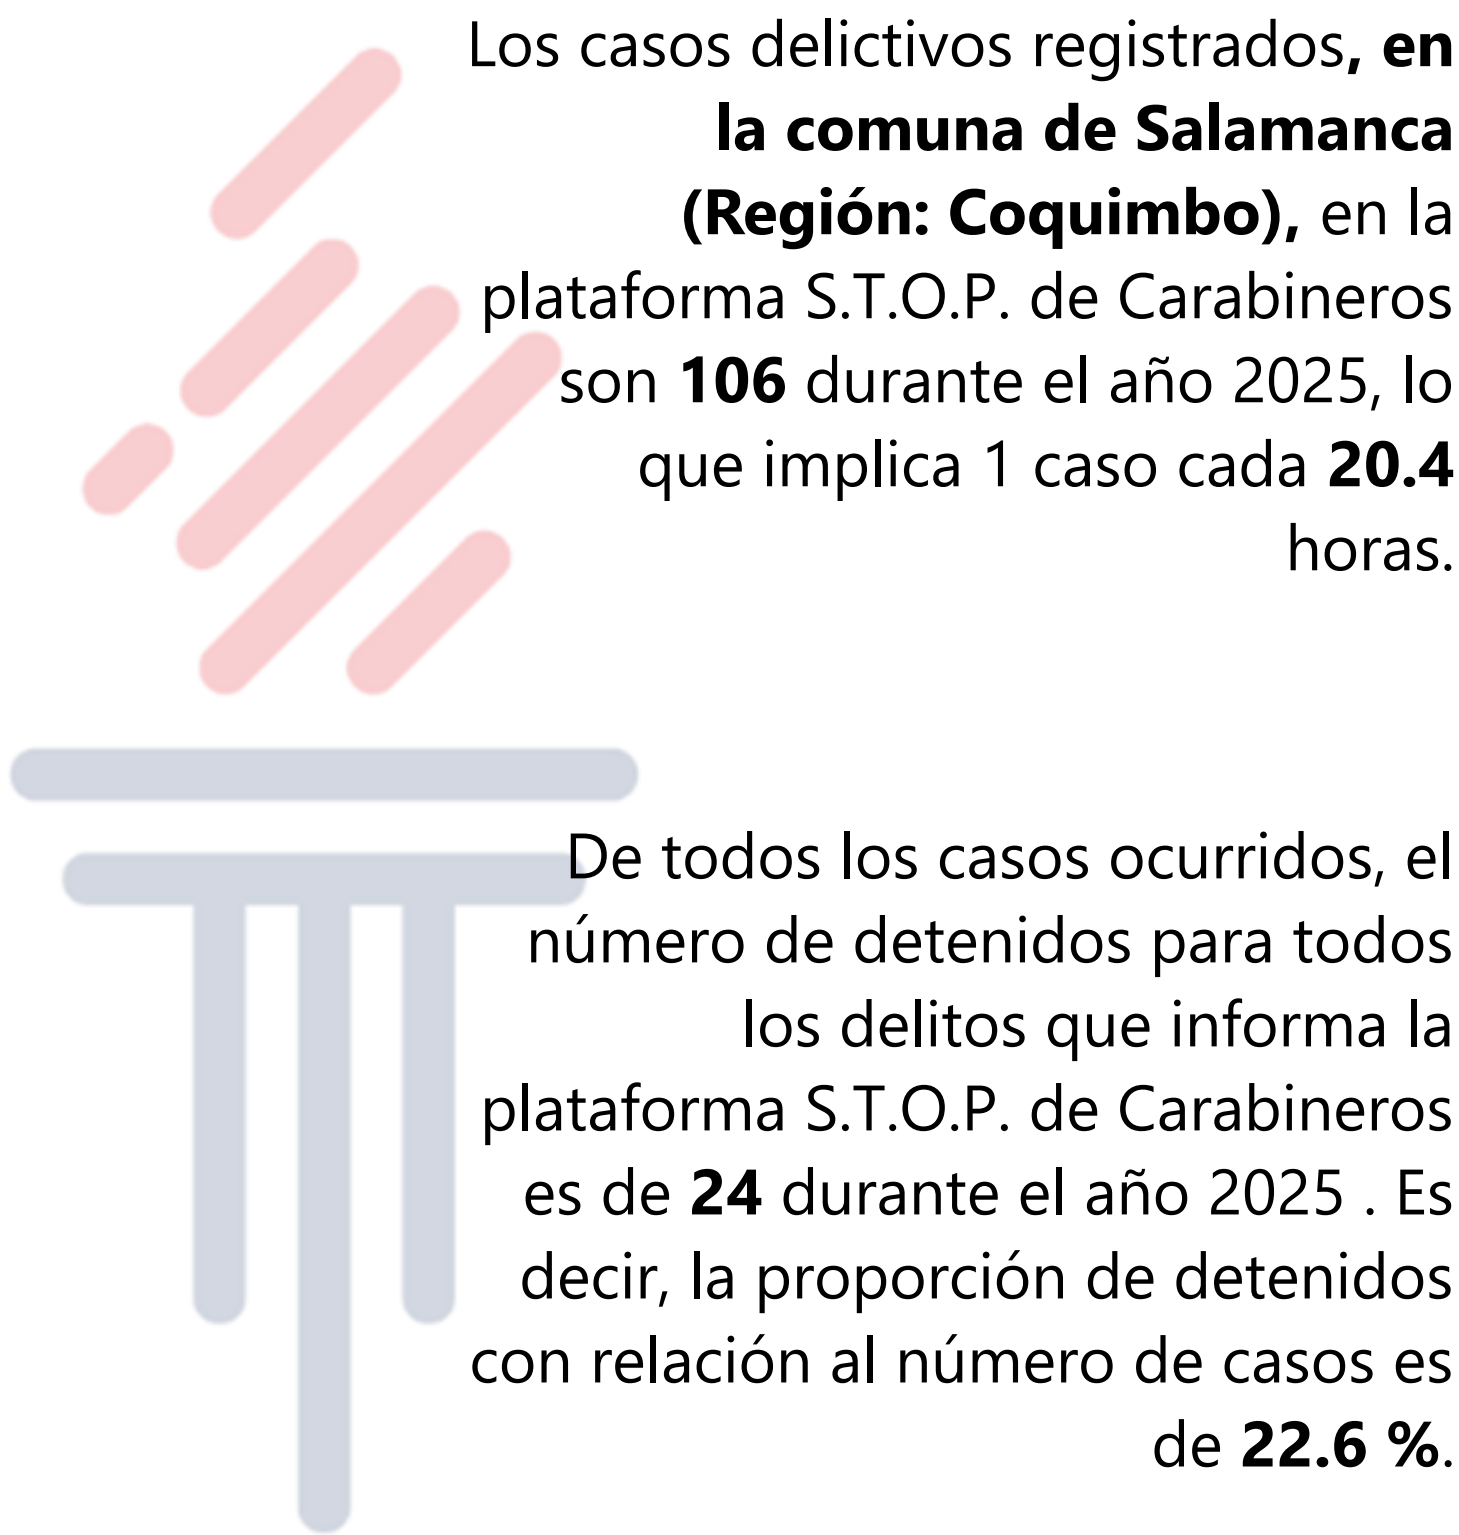 Los casos delictivos registrados, en
la comuna de Salamanca
(Región: Coquimbo), en la
plataforma S.T.O.P. de Carabineros
son 106 durante el año 2025, lo
que implica 1 caso cada 20.4
horas.
De todos los casos ocurridos, el
número de detenidos para todos
los delitos que informa la
plataforma S.T.O.P. de Carabineros
es de 24 durante el año 2025 . Es
decir, la proporción de detenidos
con relación al número de casos es
de 22.6 %.